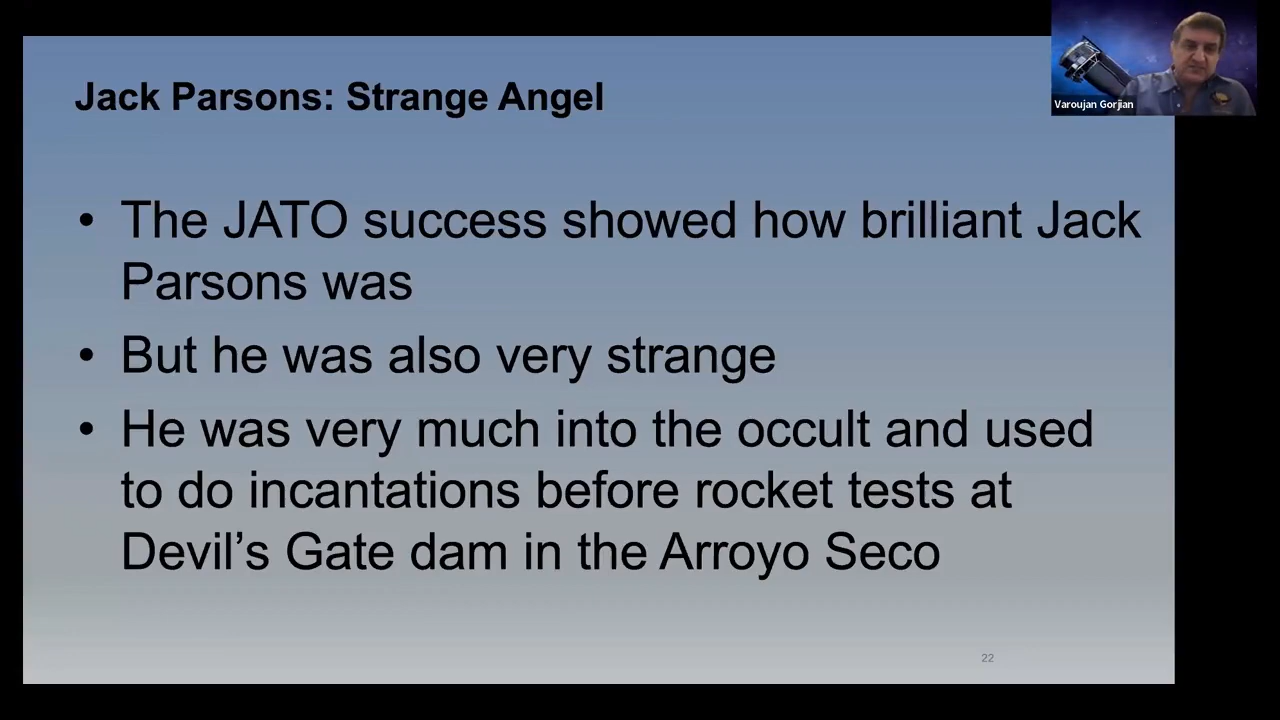 Jack Parsons: Strange Angel
Varoujan Gorjian
• The JATO success showed how brilliant Jack
Parsons was
• But he was also very strange
• He was very much into the occult and used
to do incantations before rocket tests at
Devil’s Gate dam in the Arroyo Seco
22